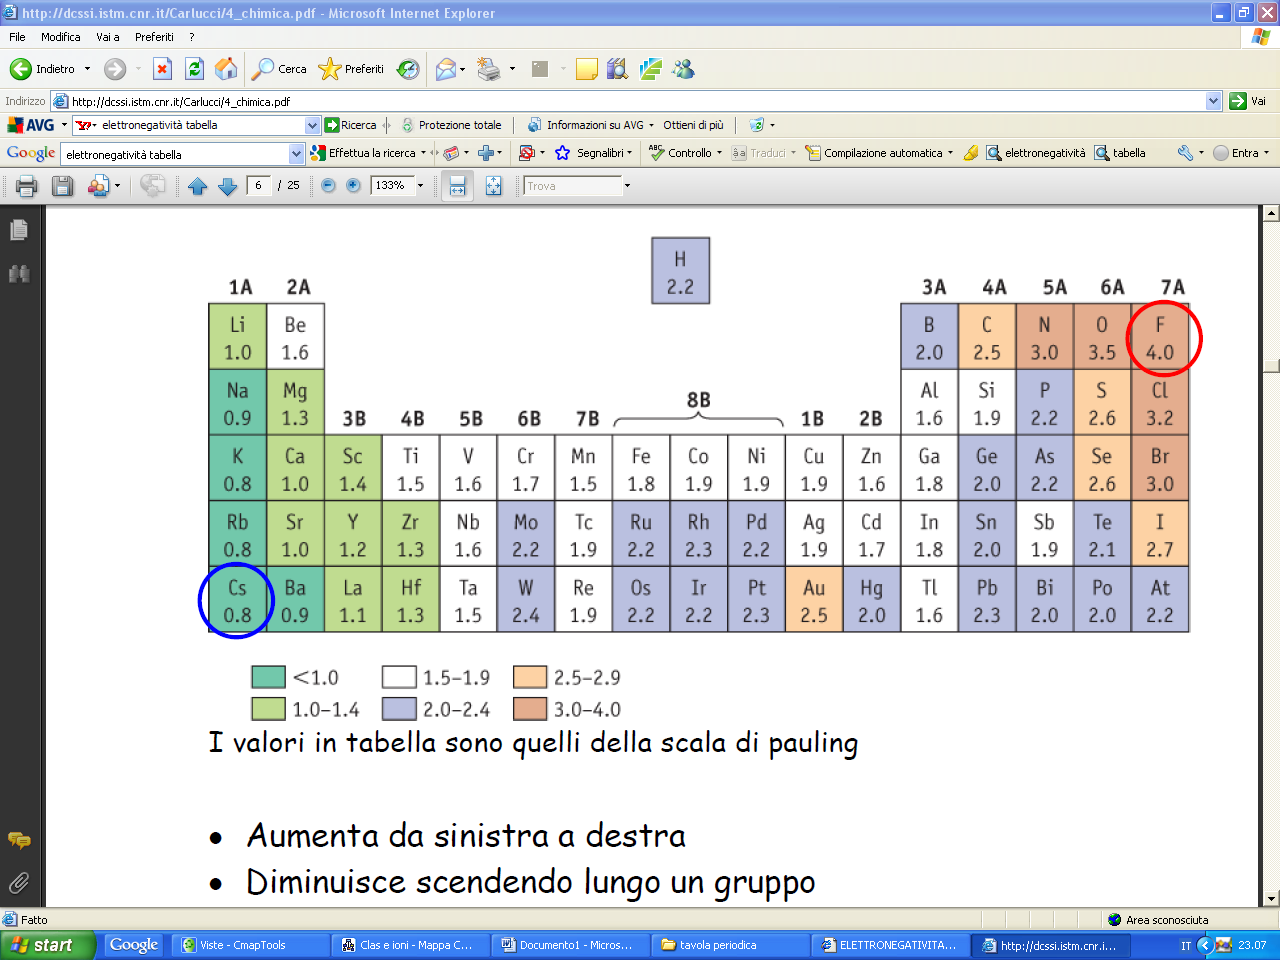 http://dcssi.istm.cnr.it/Carlucci/4_chimica.pdf - Microsoft Internet Explorer
File Modifica Vai a Preferiti ?
Indietro Cerca Preferiti
Indirizzo http://dcssi.istm.cnr.it/Carlucci/4_chimica.pdf Vai
AVG Y! elettronegatività tabella Ricerca Protezione totale Informazioni su AVG Ottieni di più
Google elettronegatività tabella Effettua la ricerca Segnalibri ABC Controllo aä Traduci Compilazione automatica elettronegatività tabella Entra
6 / 25 133% Trova
H
2.2
1A 2A 3A 4A 5A 6A 7A
Li Be B C N O F
1.0 1.6 2.0 2.5 3.0 3.5 4.0
Na Mg Al Si P S Cl
0.9 1.3 1.6 1.9 2.2 2.6 3.2
3B 4B 5B 6B 7B 8B 1B 2B
K Ca Sc Ti V Cr Mn Fe Co Ni Cu Zn Ga Ge As Se Br
0.8 1.0 1.4 1.5 1.6 1.7 1.5 1.8 1.9 1.9 1.9 1.6 1.8 2.0 2.2 2.6 3.0
Rb Sr Y Zr Nb Mo Tc Ru Rh Pd Ag Cd In Sn Sb Te I
0.8 1.0 1.2 1.3 1.6 2.2 1.9 2.2 2.3 2.2 1.9 1.7 1.8 2.0 1.9 2.1 2.7
Cs Ba La Hf Ta W Re Os Ir Pt Au Hg Tl Pb Bi Po At
0.8 0.9 1.1 1.3 1.5 2.4 1.9 2.2 2.2 2.3 2.5 2.0 1.6 2.3 2.0 2.0 2.2
<1.0 1.5–1.9 2.5–2.9
1.0–1.4 2.0–2.4 3.0–4.0
I valori in tabella sono quelli della scala di pauling
• Aumenta da sinistra a destra
• Diminuisce scendendo lungo un gruppo
Fatto Area sconosciuta
start Google Viste - CmapTools Clas e ioni - Mappa C... Documento1 - Micros... tavola periodica ELETTRONEGATIVITA... http://dcssi.istm.cnr.i... IT 23.07